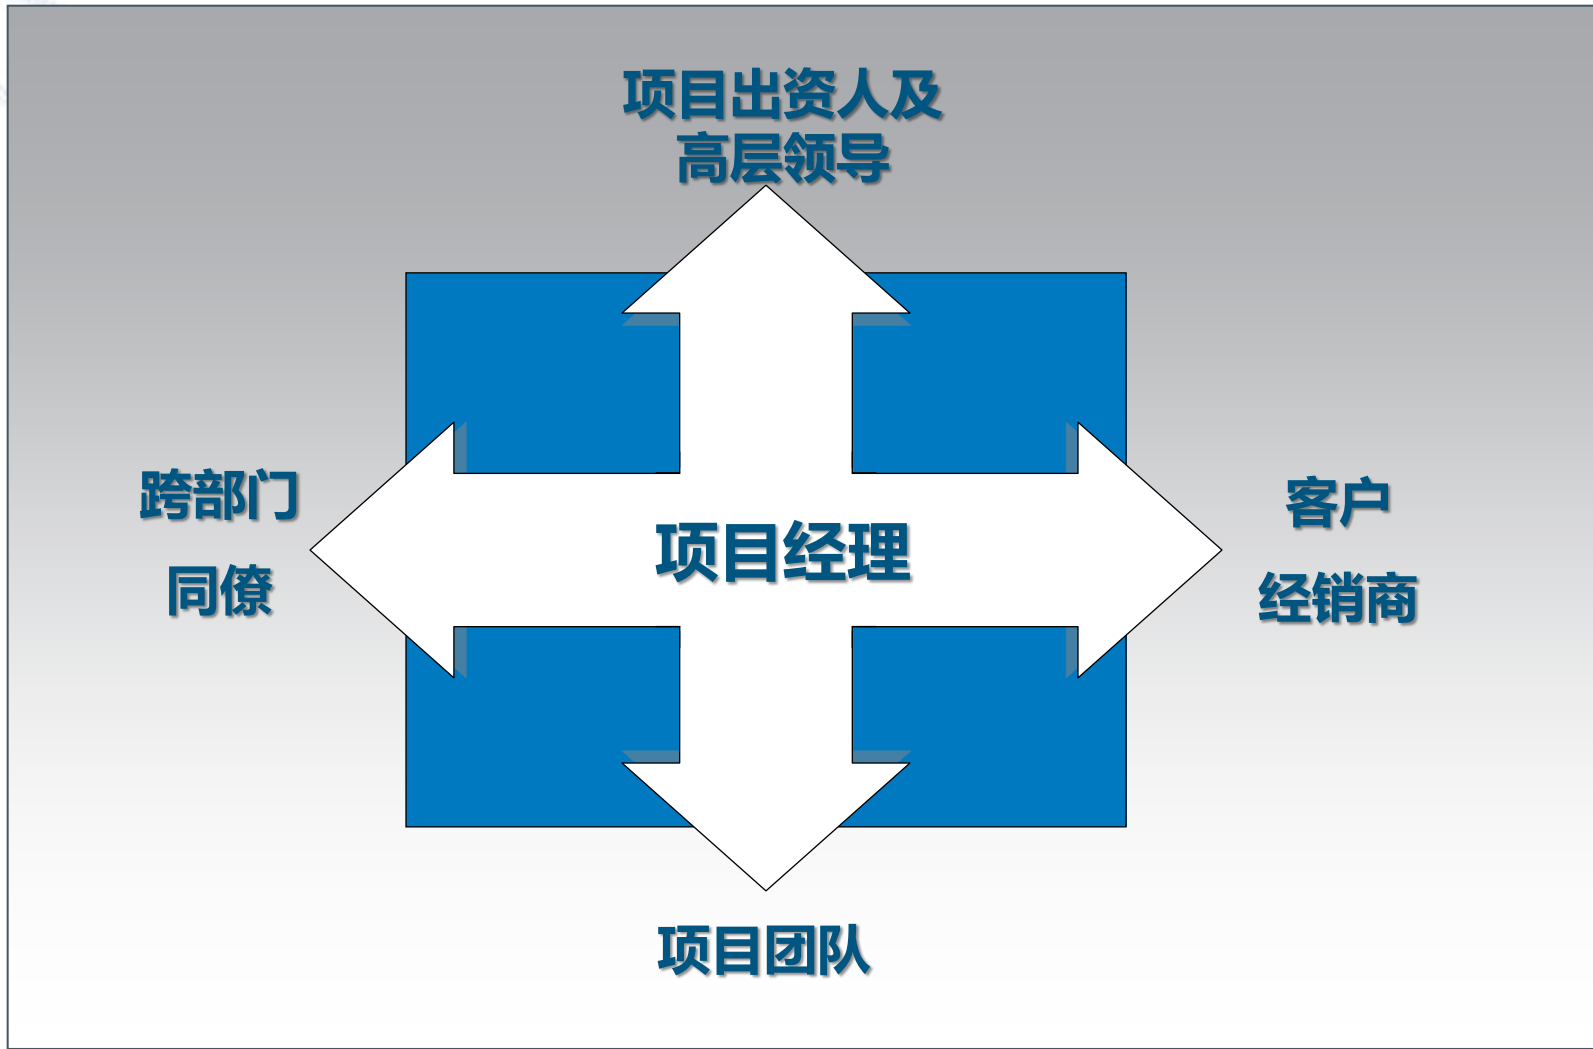 项目出资人及
高层领导
跨部门
同僚
项目经理
客户
经销商
项目团队